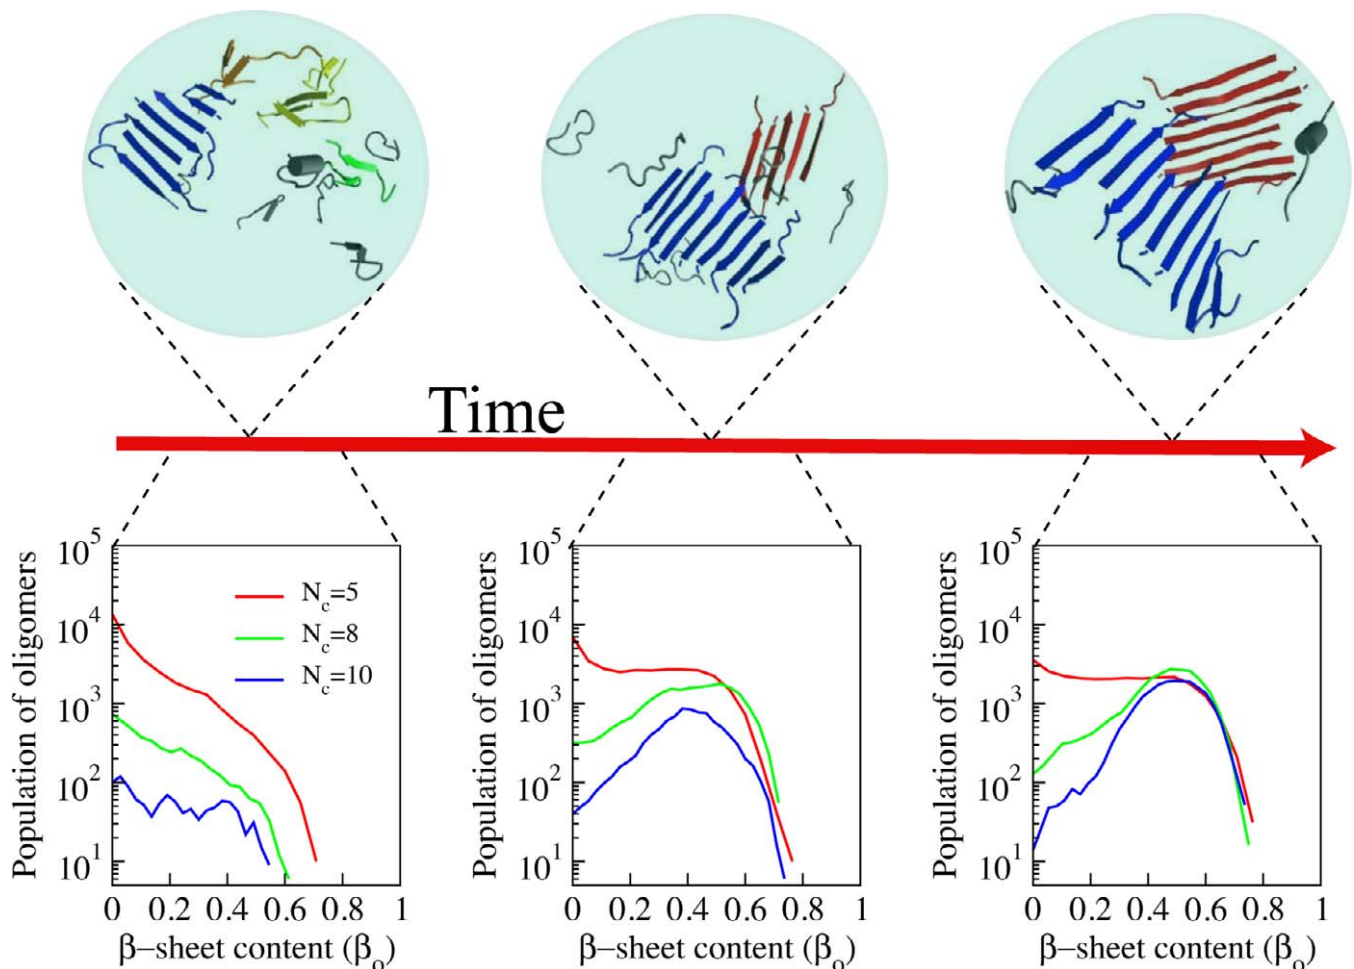 Time
Population of oligomers
10^5
10^4
10^3
10^2
10^1
N_c=5
N_c=8
N_c=10
0 0.2 0.4 0.6 0.8 1
β–sheet content (β_o)
Population of oligomers
10^5
10^4
10^3
10^2
10^1
0 0.2 0.4 0.6 0.8 1
β–sheet content (β_o)
Population of oligomers
10^5
10^4
10^3
10^2
10^1
0 0.2 0.4 0.6 0.8 1
β–sheet content (β_o)